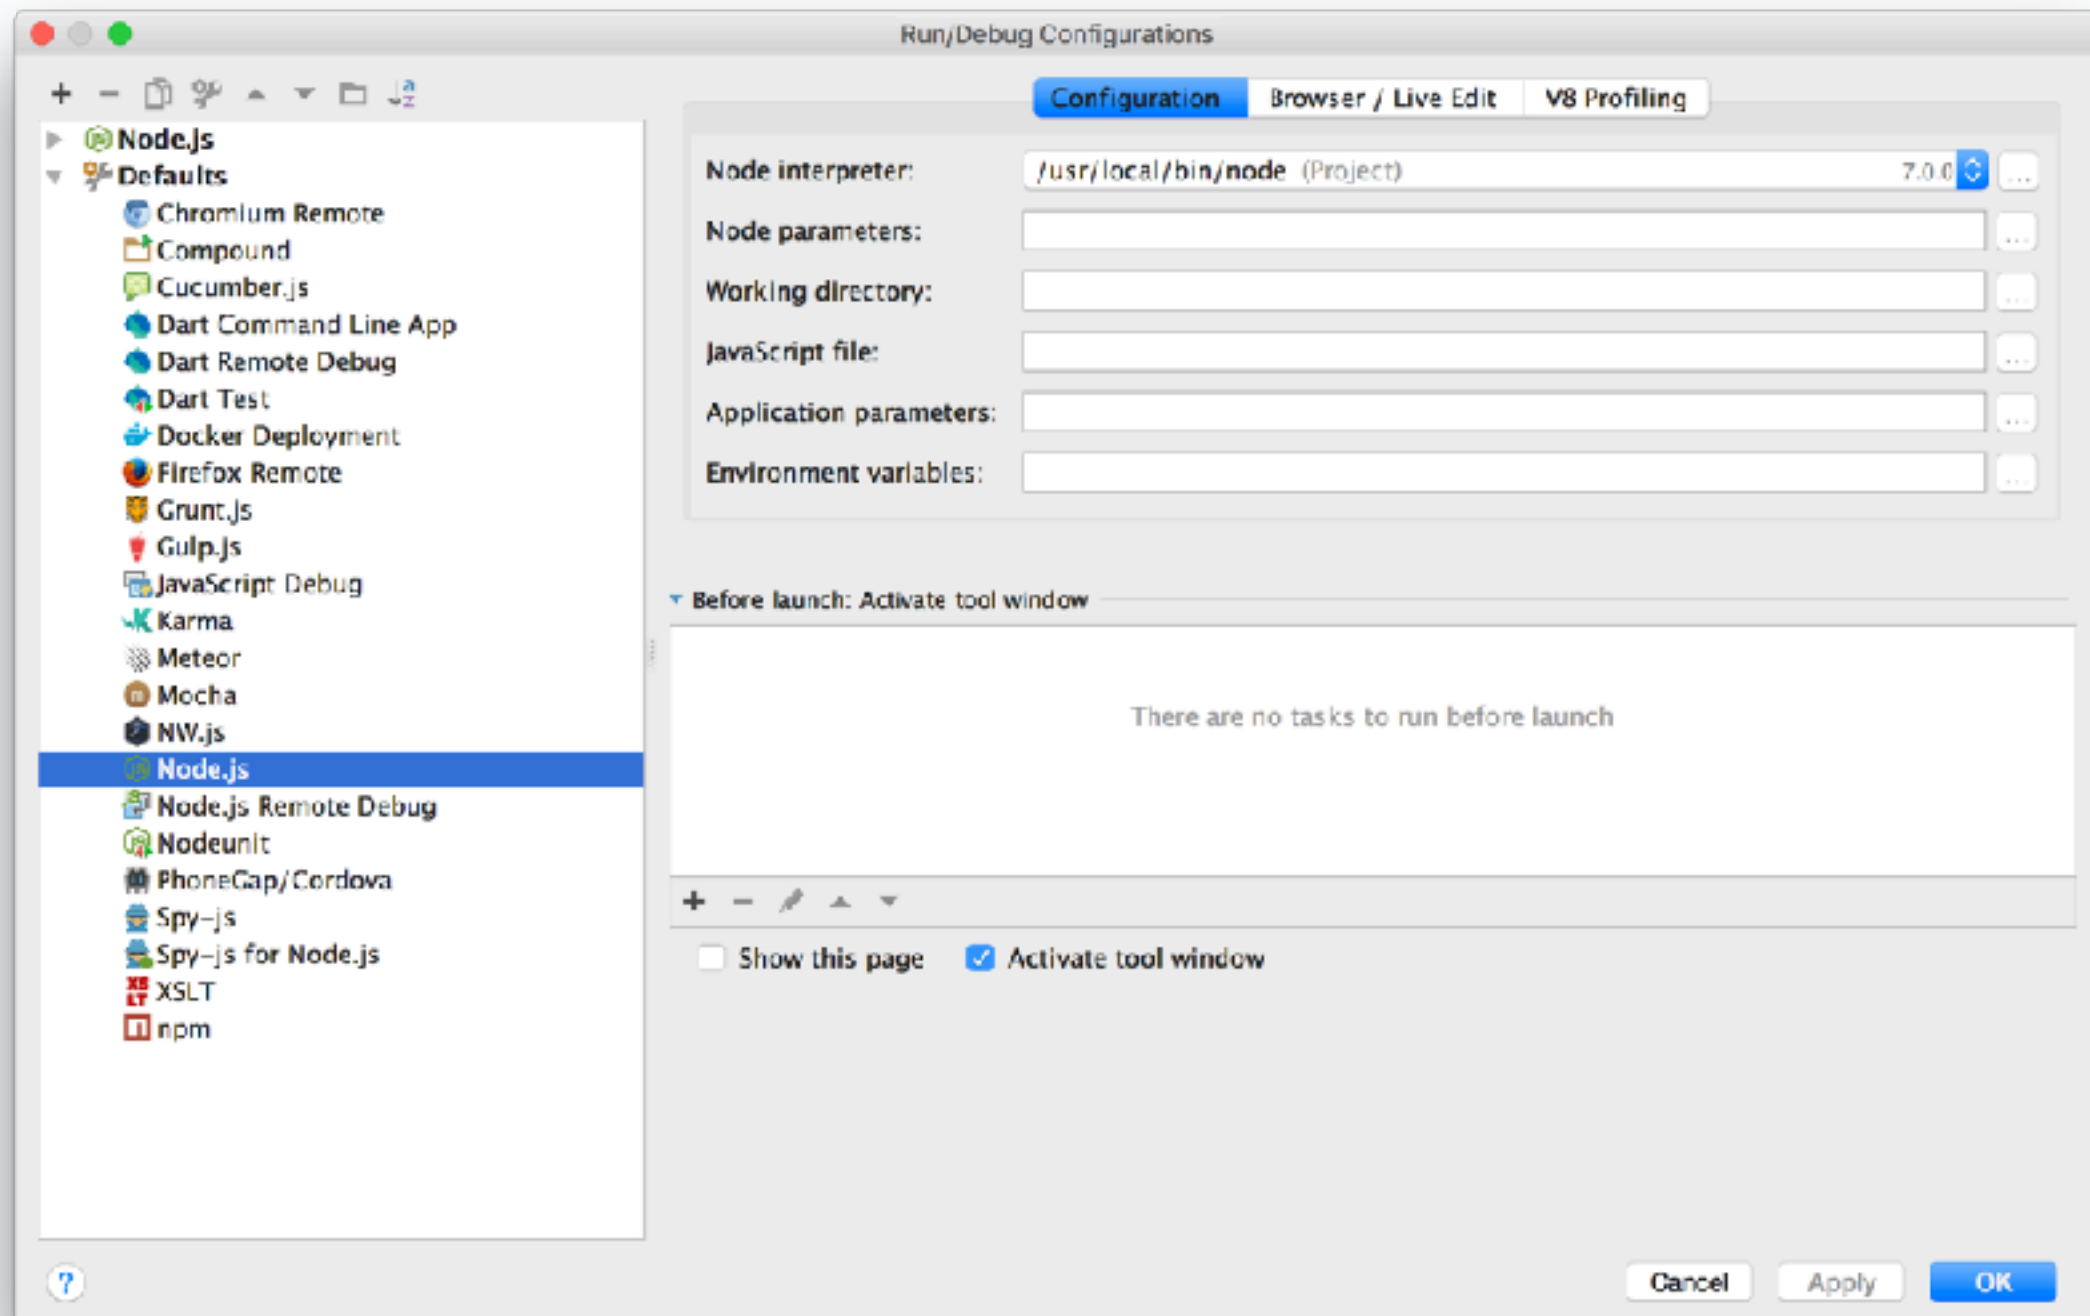 Run/Debug Configurations
Node.js
Defaults
Chromium Remote
Compound
Cucumber.js
Dart Command Line App
Dart Remote Debug
Dart Test
Docker Deployment
Firefox Remote
Grunt.js
Gulp.js
JavaScript Debug
Karma
Meteor
Mocha
NW.js
Node.js
Node.js Remote Debug
Nodeunit
PhoneGap/Cordova
Spy-js
Spy-js for Node.js
XSLT
npm
Configuration Browser / Live Edit V8 Profiling
Node interpreter: /usr/local/bin/node (Project) 7.0.0 ...
Node parameters: ...
Working directory: ...
JavaScript file: ...
Application parameters: ...
Environment variables: ...
Before launch: Activate tool window
There are no tasks to run before launch
Show this page Activate tool window
? Cancel Apply OK